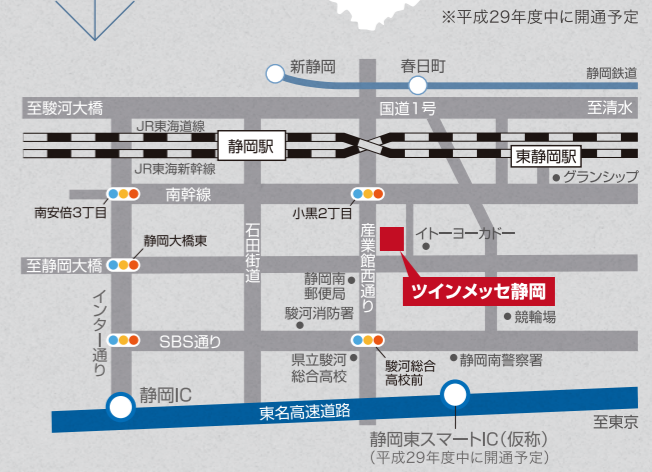 ※平成29年度中に開通予定
新静岡
春日町
静岡鉄道
至駿河大橋
国道1号
至清水
JR東海道線
静岡駅
東静岡駅
JR東海新幹線
グランシップ
南幹線
南安倍3丁目
小黒2丁目
石田街道
産業館西通り
イトーヨーカドー
静岡大橋東
至静岡大橋
静岡南
郵便局
ツインメッセ静岡
インター通り
駿河消防署
競輪場
SBS通り
県立駿河
総合高校
駿河総合
高校前
静岡南警察署
静岡IC
東名高速道路
至東京
静岡東スマートIC(仮称)
(平成29年度中に開通予定)